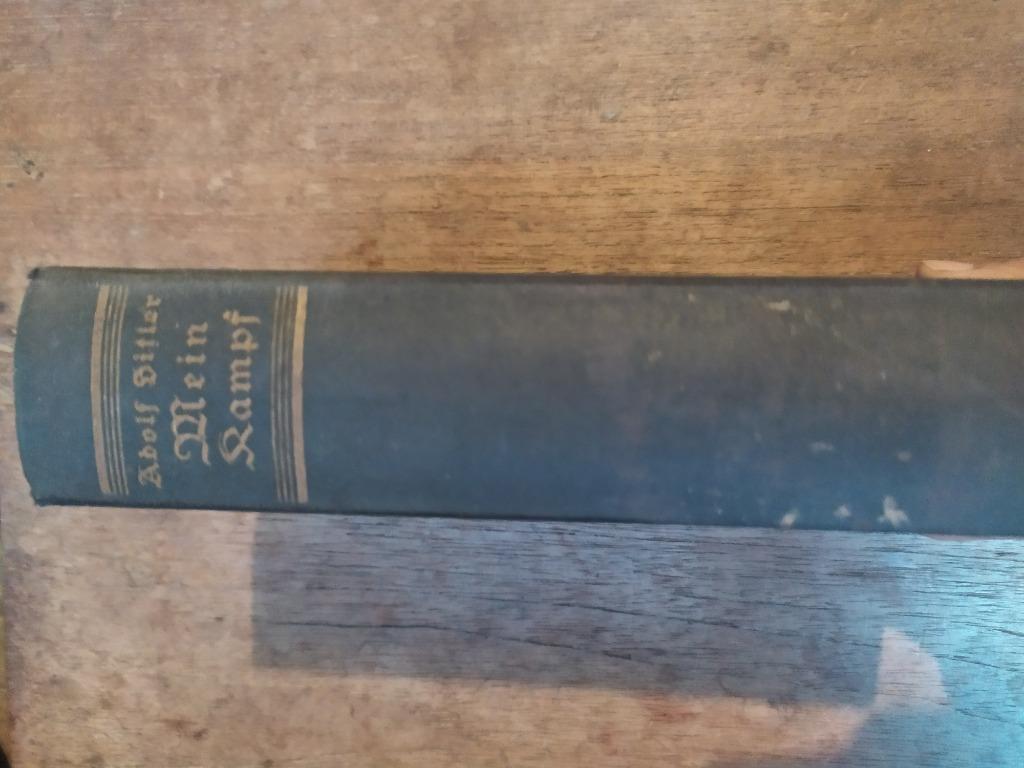 Adolf Hitler
Mein
Kampf